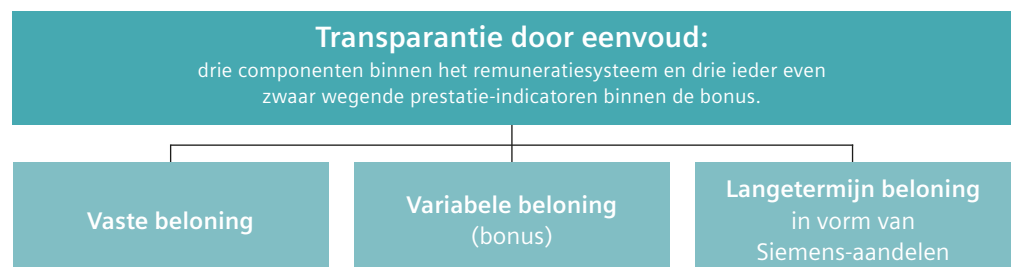 Transparantie door eenvoud:
drie componenten binnen het remuneratiesysteem en drie ieder even
zwaar wegende prestatie-indicatoren binnen de bonus.
Vaste beloning
Variabele beloning
(bonus)
Langetermijn beloning
in vorm van
Siemens-aandelen